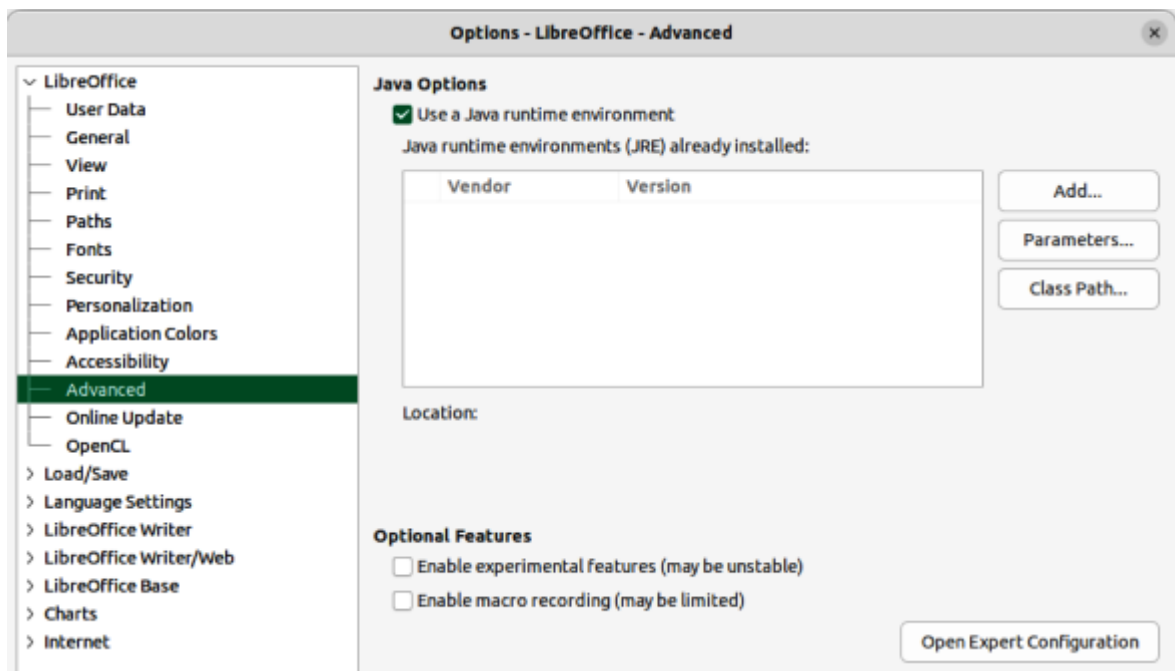 Options - LibreOffice - Advanced
LibreOffice
User Data
General
View
Print
Paths
Fonts
Security
Personalization
Application Colors
Accessibility
Advanced
Online Update
OpenCL
Load/Save
Language Settings
LibreOffice Writer
LibreOffice Writer/Web
LibreOffice Base
Charts
Internet
Java Options
Use a Java runtime environment
Java runtime environments (JRE) already installed:
Vendor Version
Add...
Parameters...
Class Path...
Location:
Optional Features
Enable experimental features (may be unstable)
Enable macro recording (may be limited)
Open Expert Configuration